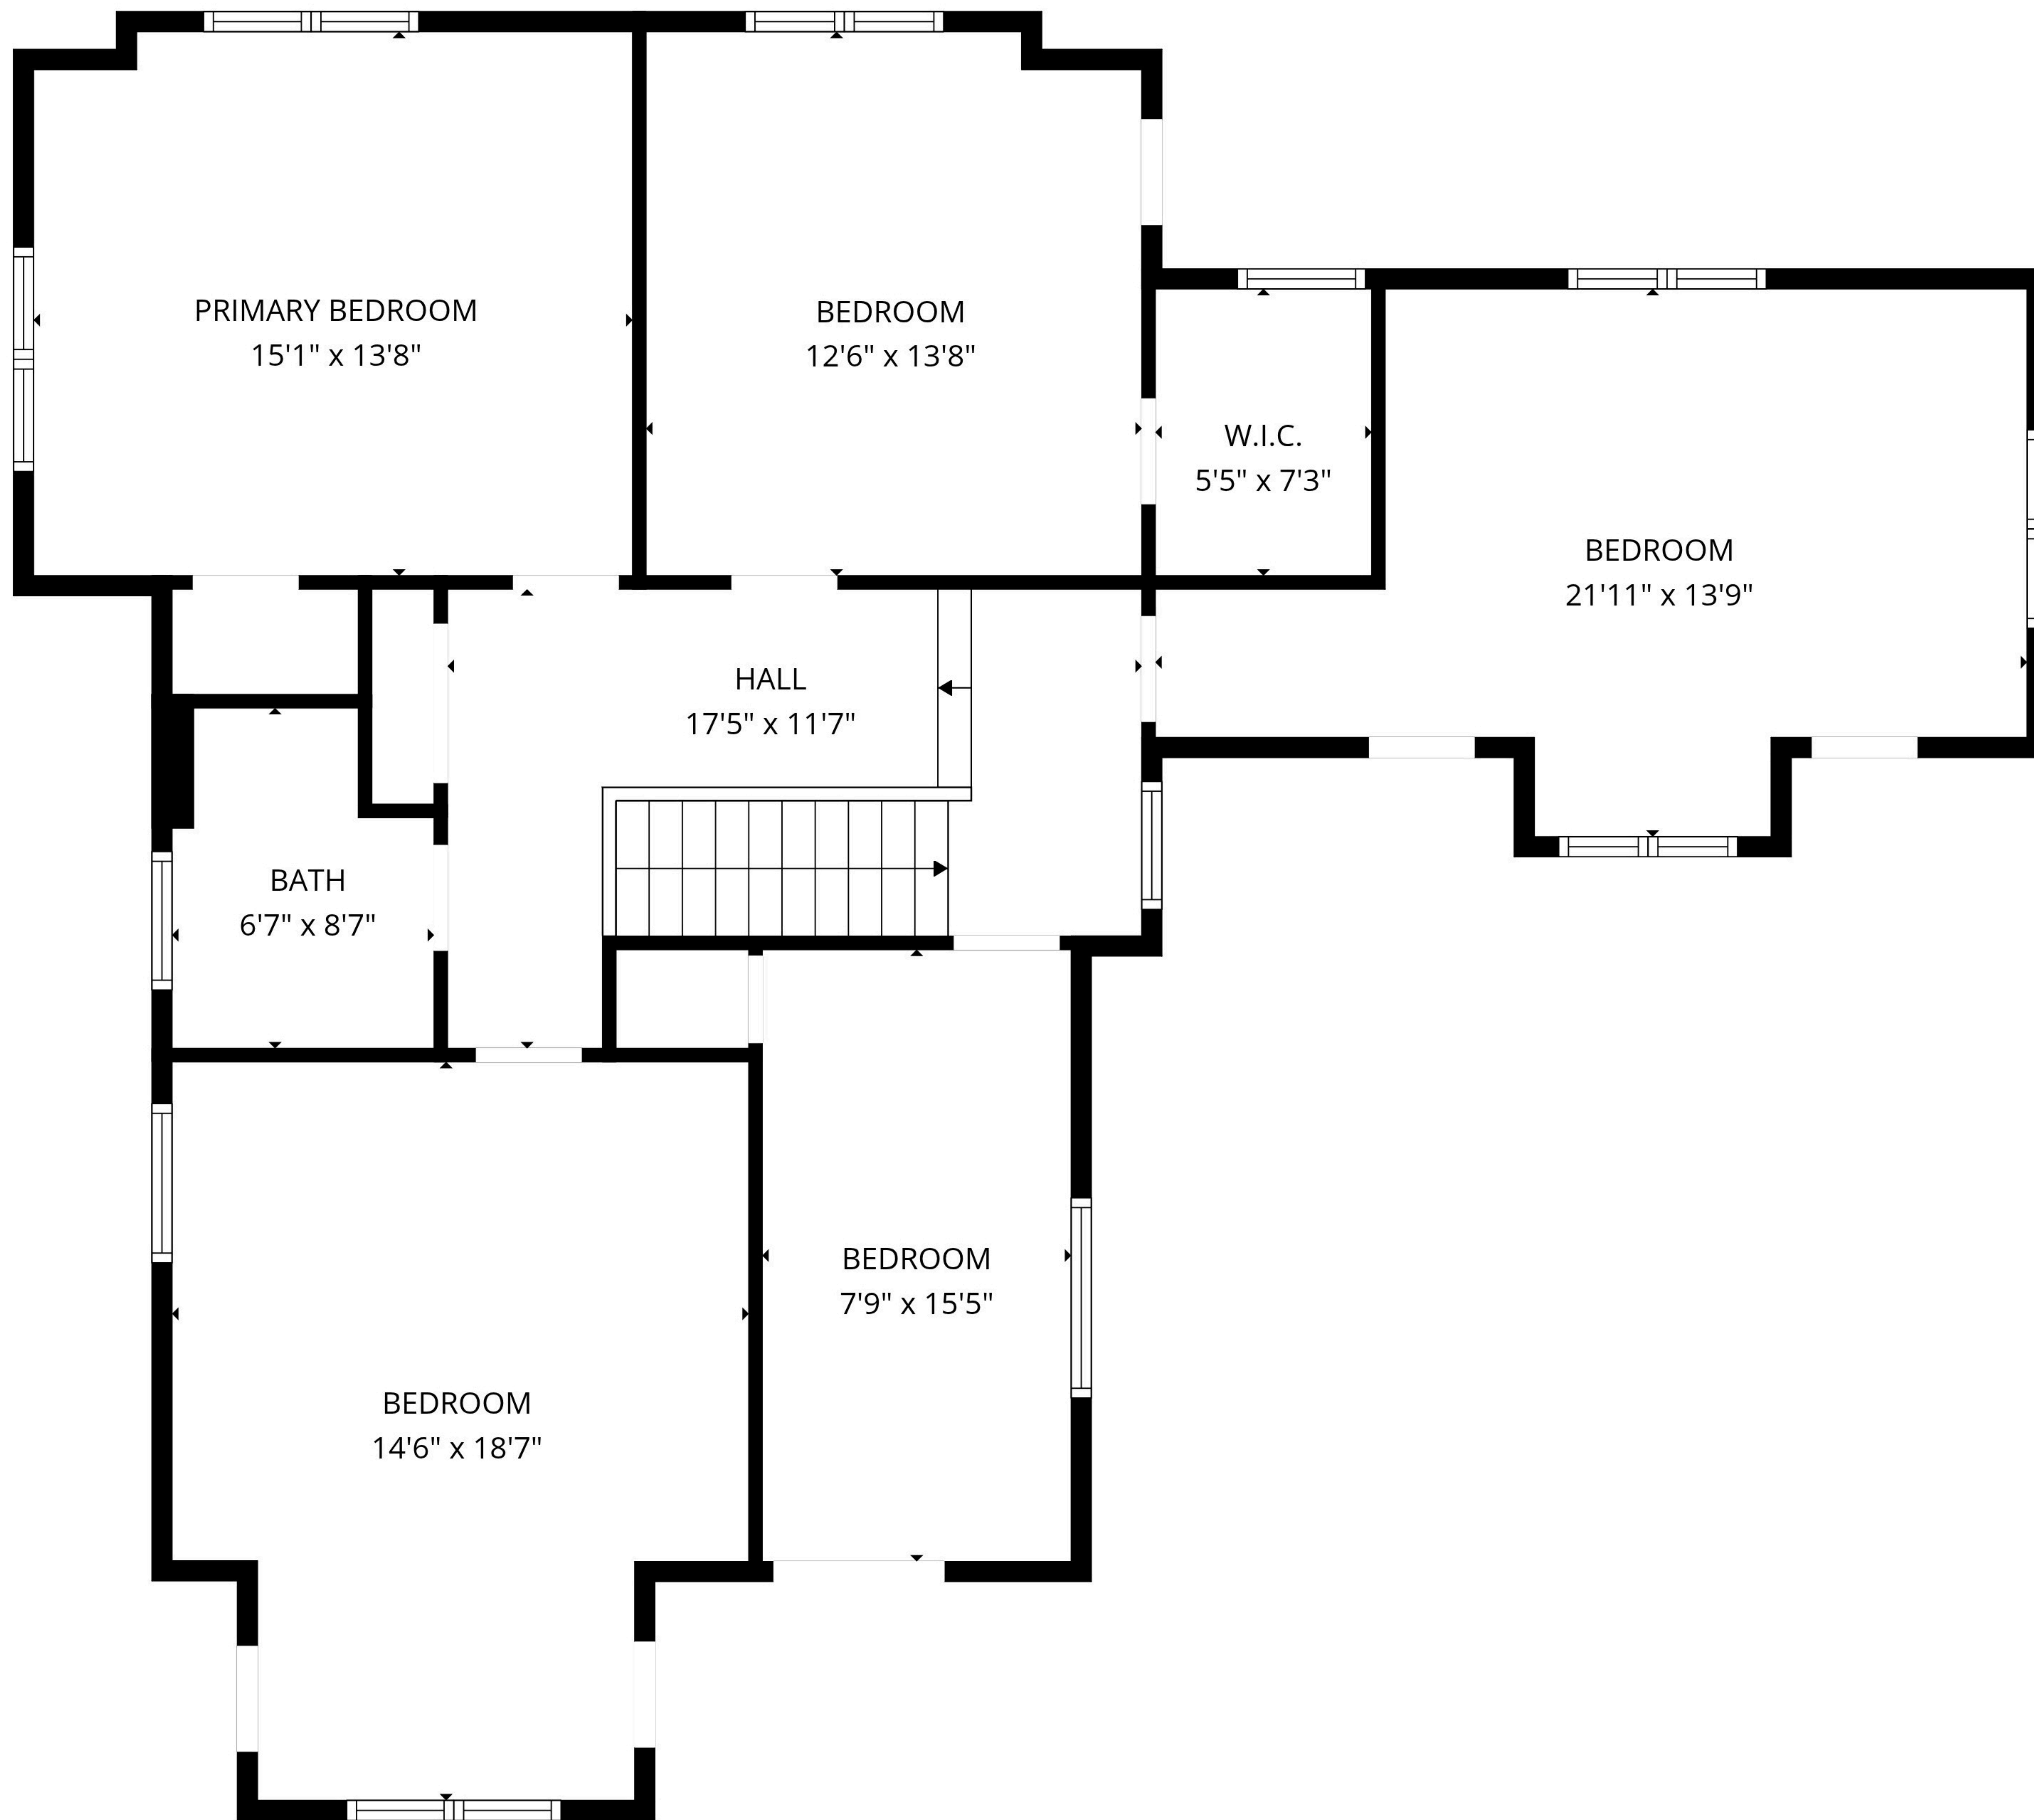 PRIMARY BEDROOM
15'1" x 13'8"
BEDROOM
12'6" x 13'8"
W.I.C.
5'5" x 7'3"
BEDROOM
21'11" x 13'9"
HALL
17'5" x 11'7"
BATH
6'7" x 8'7"
BEDROOM
7'9" x 15'5"
BEDROOM
14'6" x 18'7"